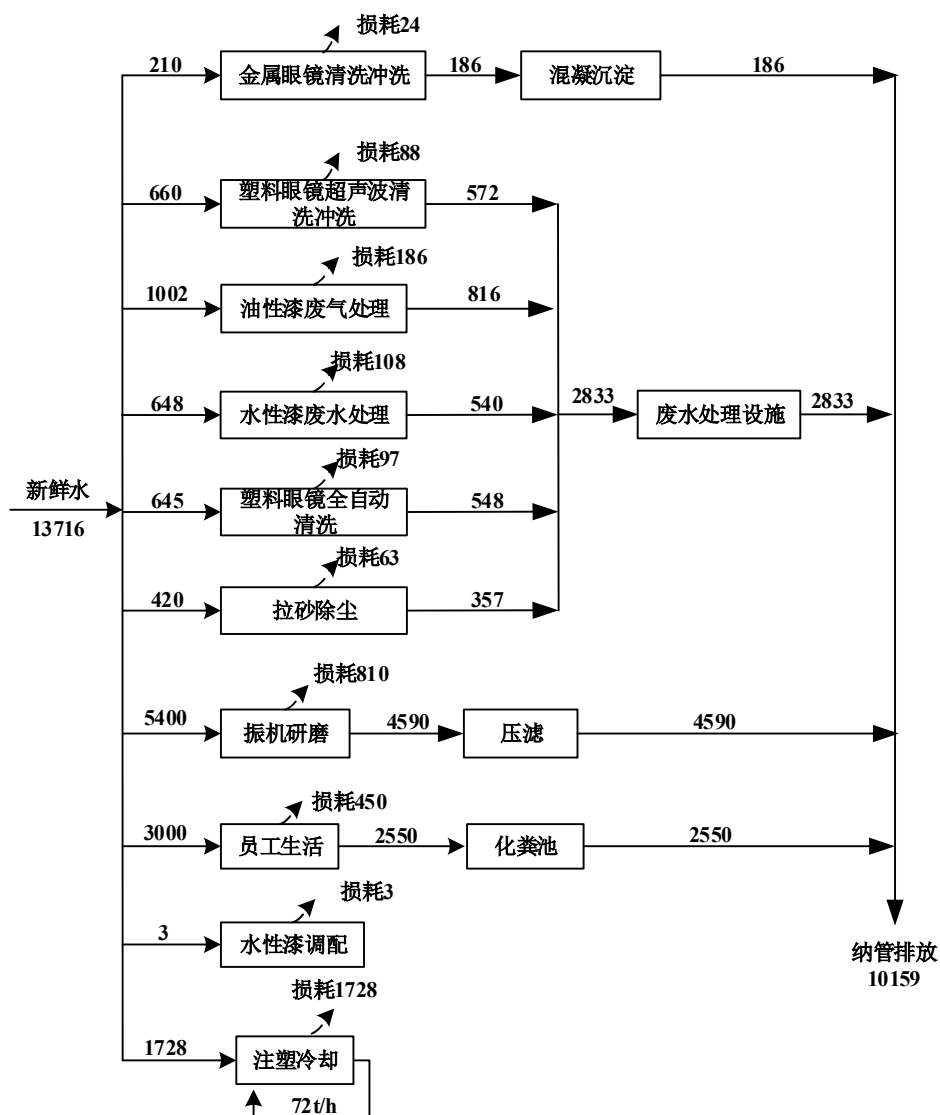 损耗24
210
金属眼镜清洗冲洗
186
混凝沉淀
186
损耗88
660
塑料眼镜超声波清
洗冲洗
572
损耗186
1002
油性漆废气处理
816
损耗108
648
水性漆废水处理
540
2833
废水处理设施
2833
损耗97
新鲜水
13716
645
塑料眼镜全自动
清洗
548
损耗63
420
拉砂除尘
357
损耗810
5400
振机研磨
4590
压滤
4590
损耗450
3000
员工生活
2550
化粪池
2550
损耗3
3
水性漆调配
纳管排放
10159
损耗1728
1728
注塑冷却
72t/h